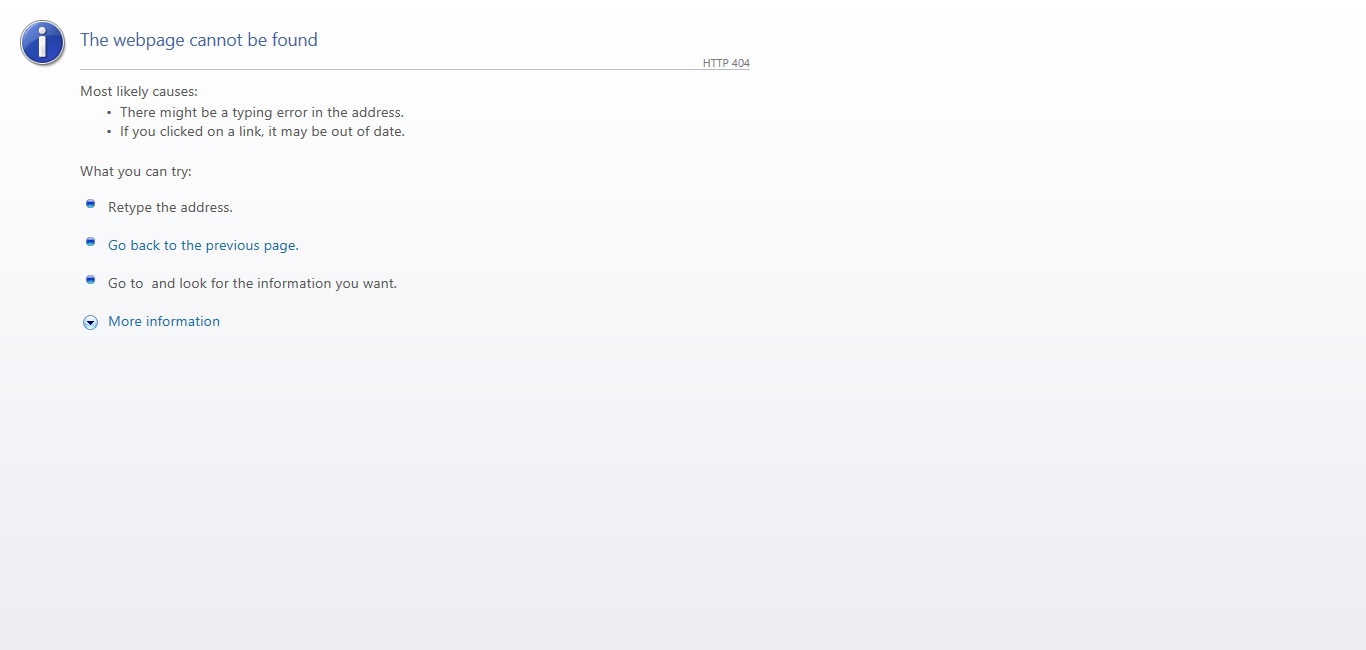 The webpage cannot be found
HTTP 404
Most likely causes:
• There might be a typing error in the address.
• If you clicked on a link, it may be out of date.
What you can try:
Retype the address.
Go back to the previous page.
Go to  and look for the information you want.
More information